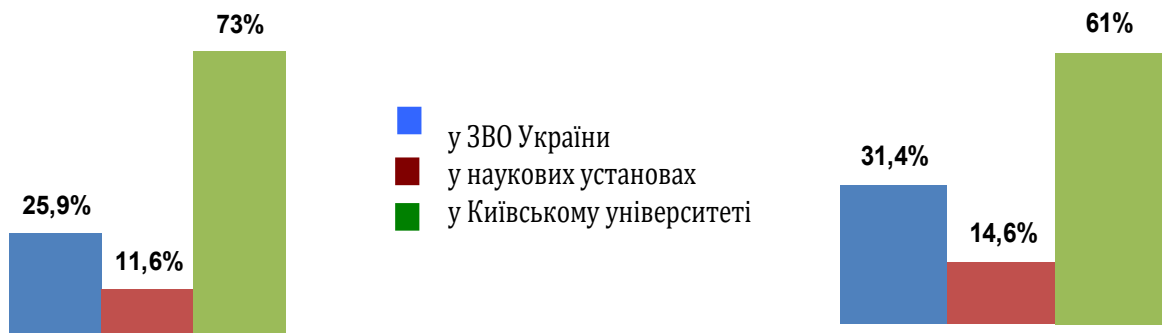 73%
25,9%
11,6%
у ЗВО України
у наукових установах
у Київському університеті
61%
31,4%
14,6%